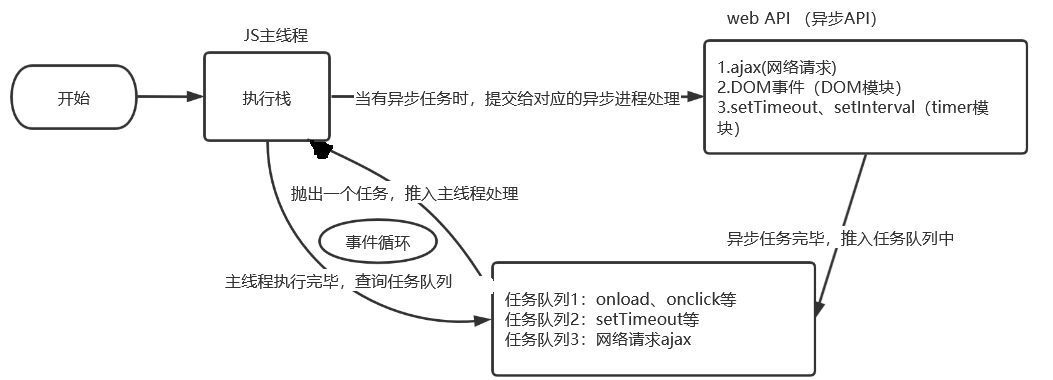 web API （异步API）
JS主线程
开始
执行栈
当有异步任务时，提交给对应的异步进程处理
1.ajax(网络请求)
2.DOM事件（DOM模块）
3.setTimeout、setInterval（timer模
块）
抛出一个任务，推入主线程处理
事件循环
异步任务完毕，推入任务队列中
主线程执行完毕，查询任务队列
任务队列1：onload、onclick等
任务队列2：setTimeout等
任务队列3：网络请求ajax